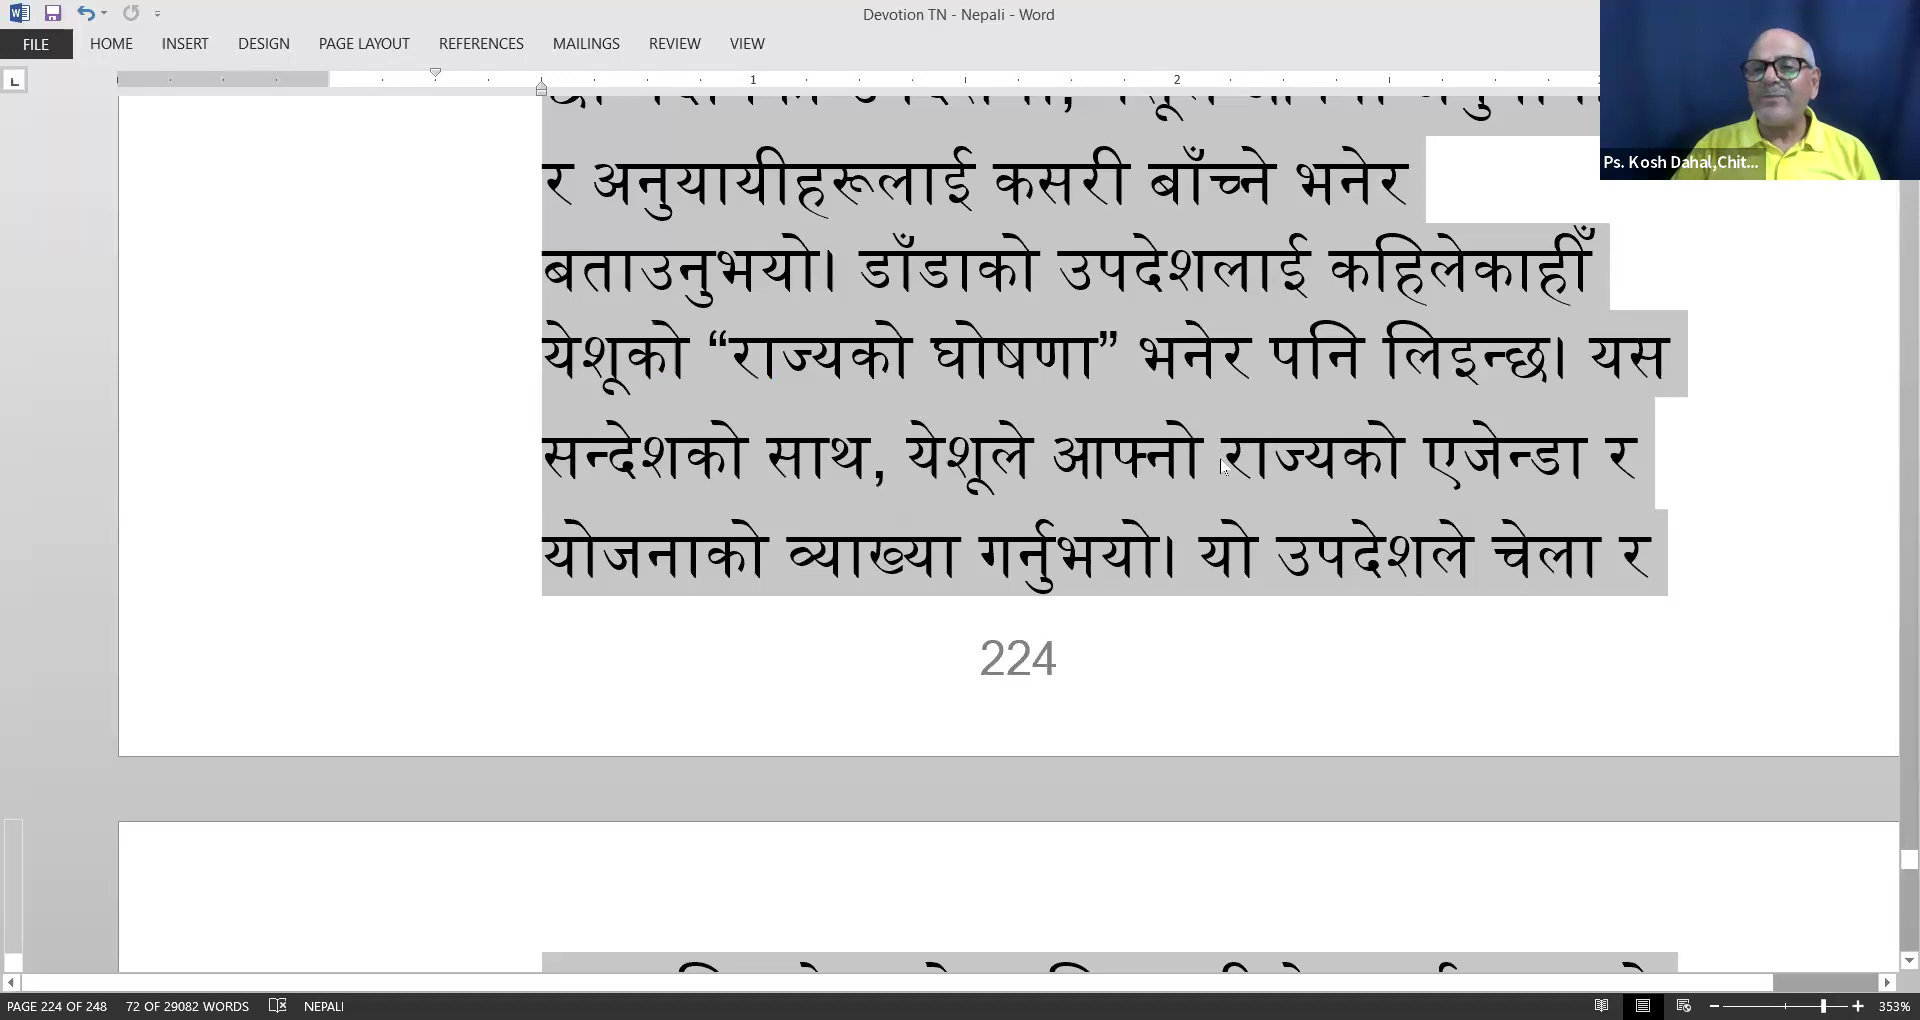 Devotion TN - Nepali - Word
FILE HOME INSERT DESIGN PAGE LAYOUT REFERENCES MAILINGS REVIEW VIEW
1 2
Ps. Kosh Dahal,Chit...
र अनुयायीहरूलाई कसरी बाँच्ने भनेर
बताउनुभयो। डाँडाको उपदेशलाई कहिलेकाहीँ
येशूको “राज्यको घोषणा” भनेर पनि लिइन्छ। यस
सन्देशको साथ, येशूले आफ्नो राज्यको एजेन्डा र
योजनाको व्याख्या गर्नुभयो। यो उपदेशले चेला र
224
PAGE 224 OF 248 72 OF 29082 WORDS NEPALI 353%